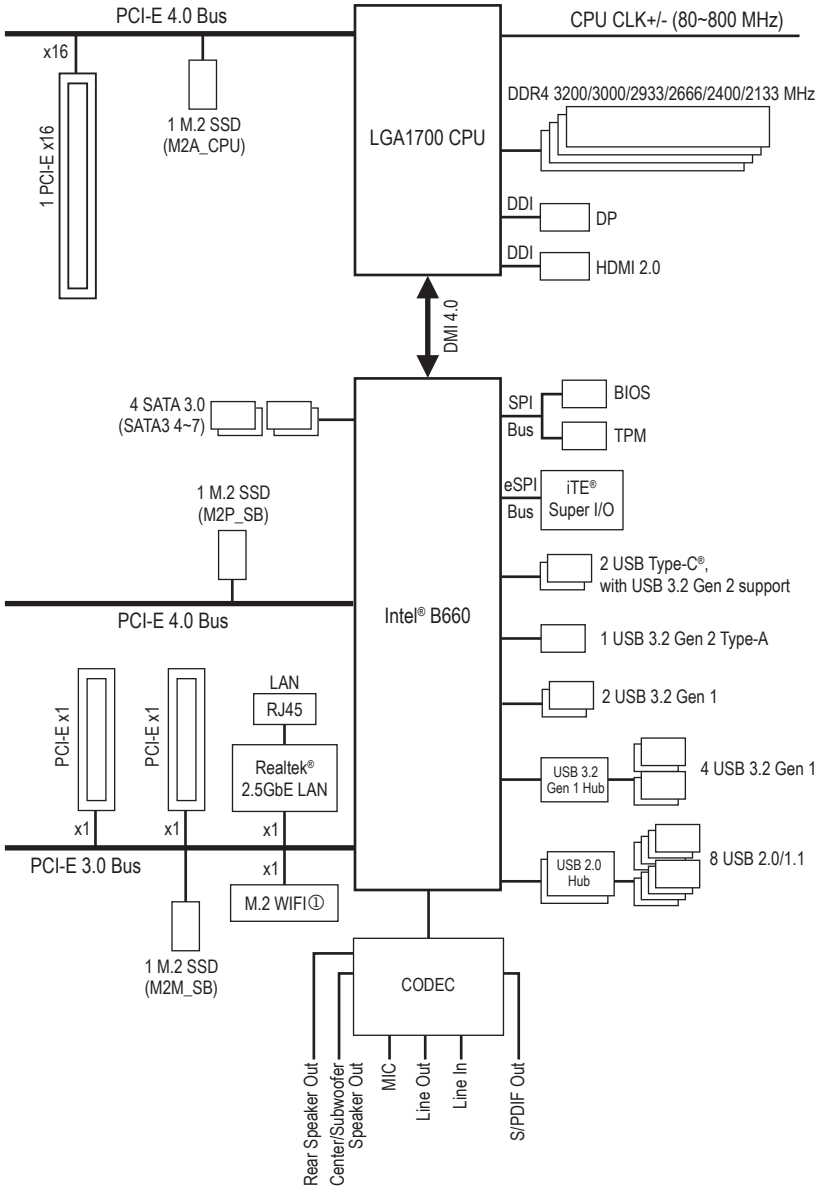 PCI-E 4.0 Bus
CPU CLK+/- (80~800 MHz)
x16
1 PCI-E x16
1 M.2 SSD
(M2A_CPU)
LGA1700 CPU
DDR4 3200/3000/2933/2666/2400/2133 MHz
DDI
DP
DDI
HDMI 2.0
DMI 4.0
4 SATA 3.0
(SATA3 4~7)
SPI
Bus
BIOS
TPM
1 M.2 SSD
(M2P_SB)
eSPI
Bus
iTE®
Super I/O
2 USB Type-C®,
with USB 3.2 Gen 2 support
PCI-E 4.0 Bus
Intel® B660
1 USB 3.2 Gen 2 Type-A
PCI-E x1
PCI-E x1
LAN
RJ45
2 USB 3.2 Gen 1
Realtek®
2.5GbE LAN
USB 3.2
Gen 1 Hub
4 USB 3.2 Gen 1
x1
x1
x1
PCI-E 3.0 Bus
x1
M.2 WIFI①
USB 2.0
Hub
8 USB 2.0/1.1
1 M.2 SSD
(M2M_SB)
CODEC
Rear Speaker Out
Center/Subwoofer
Speaker Out
MIC
Line Out
Line In
S/PDIF Out